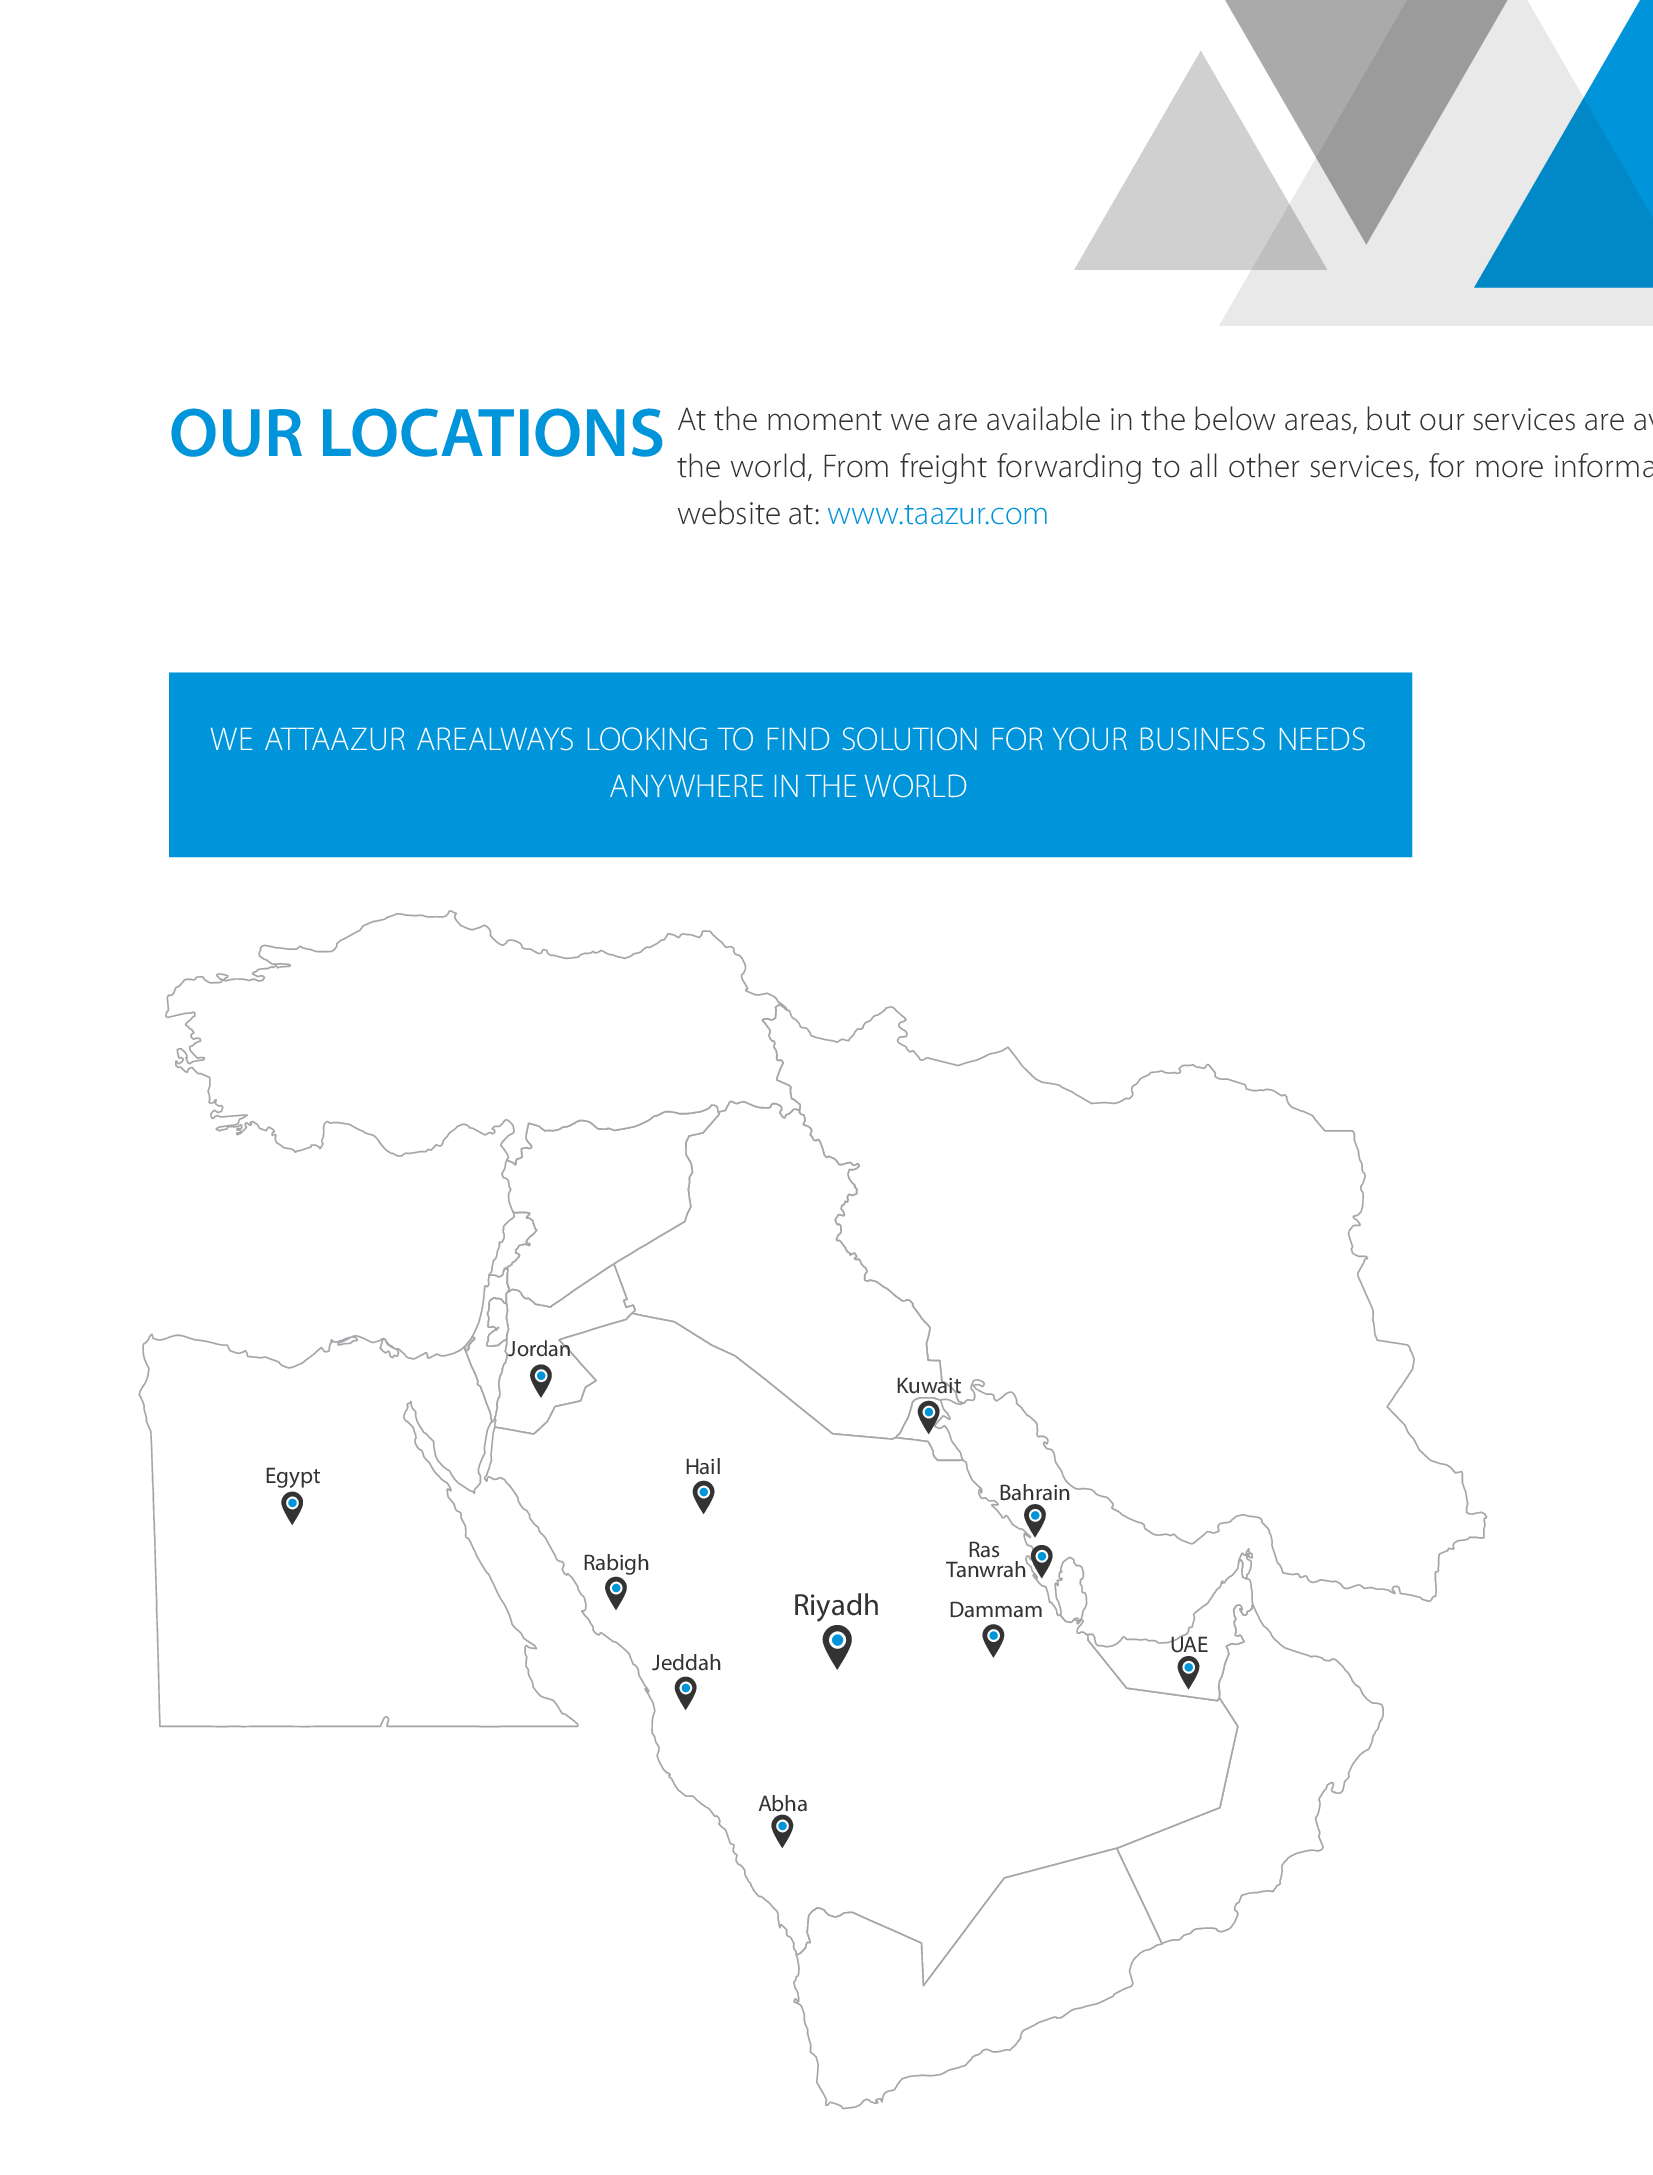 OUR LOCATIONS
At the moment we are available in the below areas, but our services are
the world, From freight forwarding to all other services, for more
website at: www.taazur.com
WE ATTAAZUR AREALWAYS LOOKING TO FIND SOLUTION FOR YOUR BUSINESS NEEDS
ANYWHERE IN THE WORLD
Jordan
Kuwait
Egypt
Hail
Bahrain
Ras
Tanwrah
Rabigh
Riyadh
Dammam
UAE
Jeddah
Abha